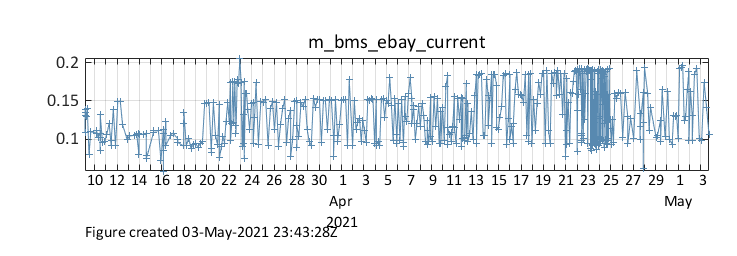 m_bms_ebay_current
0.2
0.15
0.1
10 12 14 16 18 20 22 24 26 28 30 1 3 5 7 9 11 13 15 17 19 21 23 25 27 29 1 3
Apr May
2021
Figure created 03-May-2021 23:43:28Z